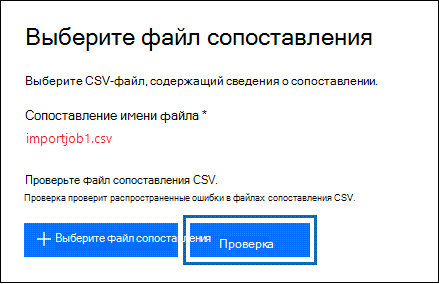 Выберите файл сопоставления
Выберите CSV-файл, содержащий сведения о сопоставлении.
Сопоставление имени файла *
importjob1.csv
Проверьте файл сопоставления CSV.
Проверка проверит распространенные ошибки в файлах сопоставления CSV.
Выберите файл сопоставления
Проверка